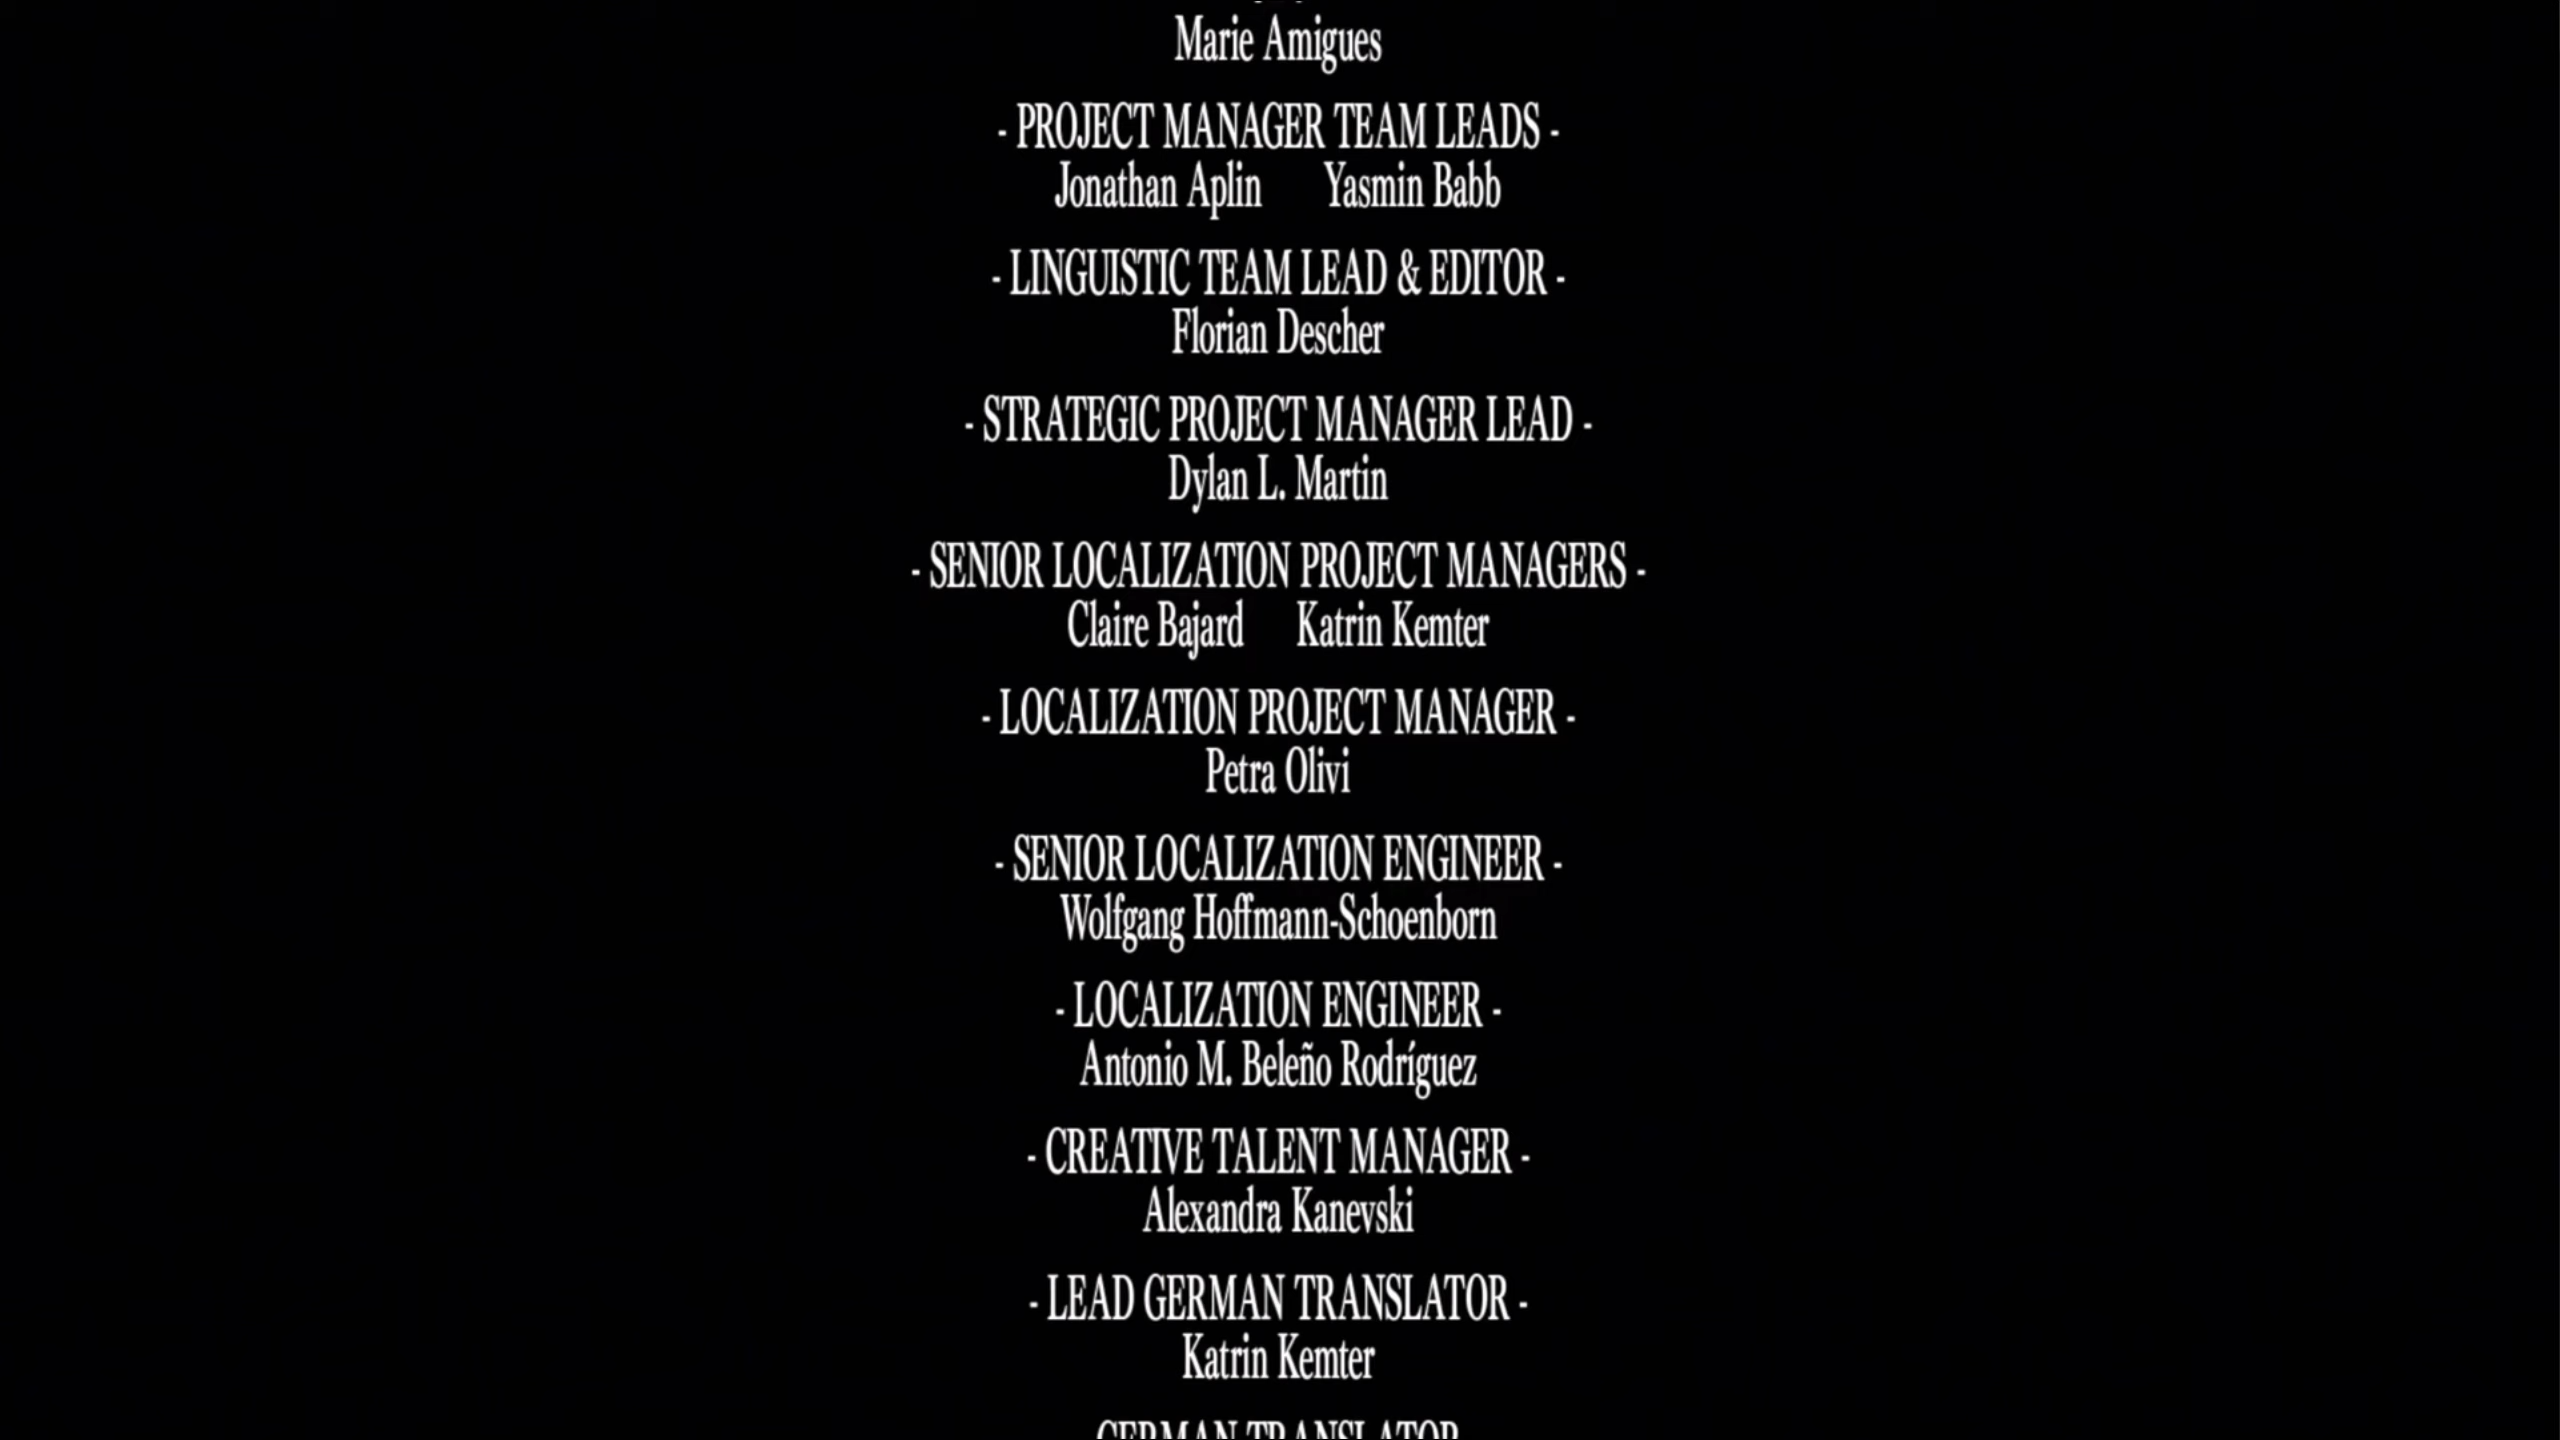 Marie Amigues
- PROJECT MANAGER TEAM LEADS -
Jonathan Aplin Yasmin Babb
- LINGUISTIC TEAM LEAD & EDITOR -
Florian Descher
- STRATEGIC PROJECT MANAGER LEAD -
Dylan L. Martin
- SENIOR LOCALIZATION PROJECT MANAGERS -
Claire Bajard Katrin Kemter
- LOCALIZATION PROJECT MANAGER -
Petra Olivi
- SENIOR LOCALIZATION ENGINEER -
Wolfgang Hoffmann-Schoenborn
- LOCALIZATION ENGINEER -
Antonio M. Beleño Rodríguez
- CREATIVE TALENT MANAGER -
Alexandra Kanevski
- LEAD GERMAN TRANSLATOR -
Katrin Kemter
GERMAN TRANSLATOR